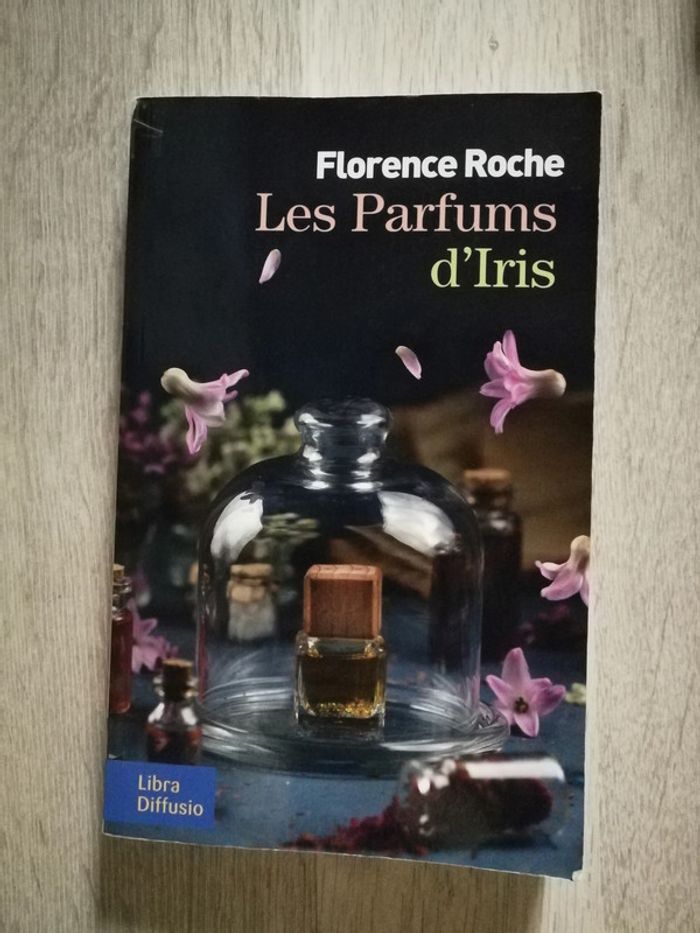 Florence Roche
Les Parfums
d'Iris
Libra
Diffusio